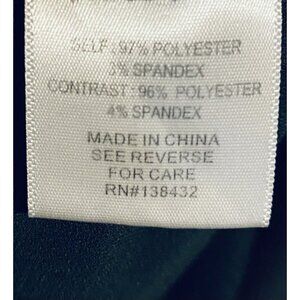 SELF: 97% POLYESTER
3% SPANDEX
CONTRAST: 96% POLYESTER
4% SPANDEX
MADE IN CHINA
SEE REVERSE
FOR CARE
RN#138432